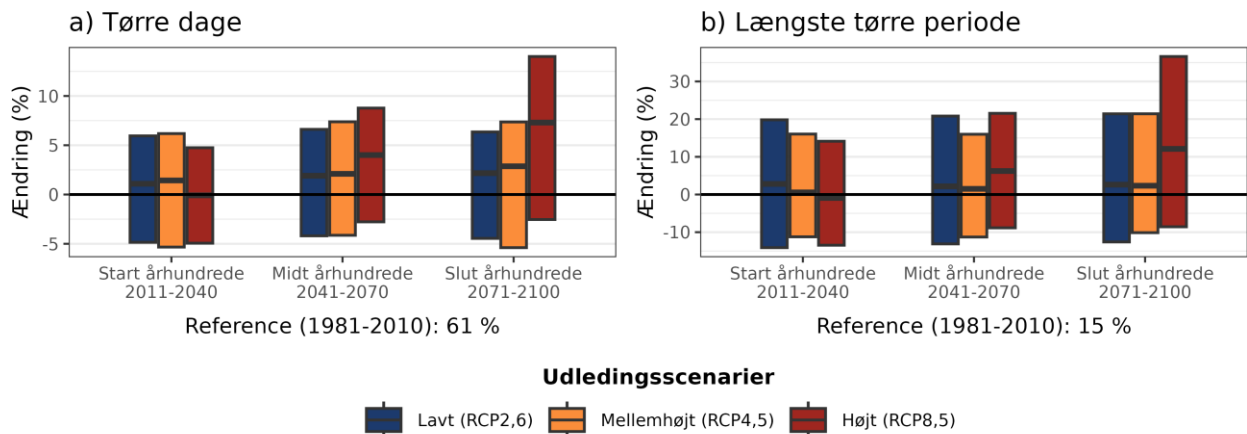 a) Tørre dage
Ændring (%)
10
5
0
-5
Start århundrede
2011-2040
Midt århundrede
2041-2070
Slut århundrede
2071-2100
Reference (1981-2010): 61 %
b) Længste tørre periode
Ændring (%)
30
20
10
0
-10
Start århundrede
2011-2040
Midt århundrede
2041-2070
Slut århundrede
2071-2100
Reference (1981-2010): 15 %
Udledingsscenarier
Lavt (RCP2,6)
Mellemhøjt (RCP4,5)
Højt (RCP8,5)